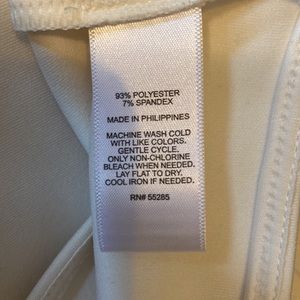 93% POLYESTER
7% SPANDEX
MADE IN PHILIPPINES
MACHINE WASH COLD
WITH LIKE COLORS.
GENTLE CYCLE.
ONLY NON-CHLORINE
BLEACH WHEN NEEDED.
LAY FLAT TO DRY.
COOL IRON IF NEEDED.
RN# 55285